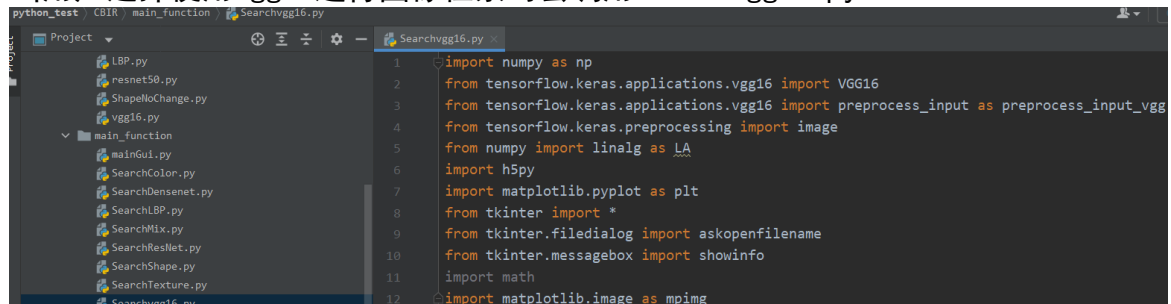 python_test 〉 CBIR 〉 main_function 〉 Searchvgg16.py
Project
Project
Searchvgg16.py
LBP.py
resnet50.py
ShapeNoChange.py
vgg16.py
main_function
mainGui.py
SearchColor.py
SearchDensenet.py
SearchLBP.py
SearchMix.py
SearchResNet.py
SearchShape.py
SearchTexture.py
Searchvgg16.py
1 import numpy as np
2 from tensorflow.keras.applications.vgg16 import VGG16
3 from tensorflow.keras.applications.vgg16 import preprocess_input as preprocess_input_vgg
4 from tensorflow.keras.preprocessing import image
5 from numpy import linalg as LA
6 import h5py
7 import matplotlib.pyplot as plt
8 from tkinter import *
9 from tkinter.filedialog import askopenfilename
10 from tkinter.messagebox import showinfo
11 import math
12 import matplotlib.image as mpimg